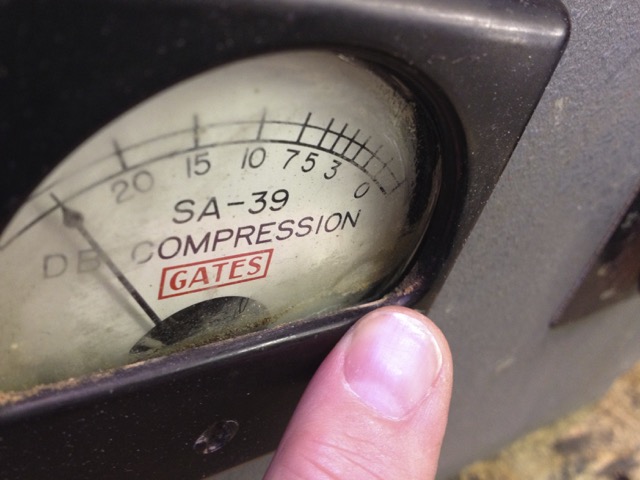 20 15 10 7 5 3 0
SA-39
DB COMPRESSION
GATES